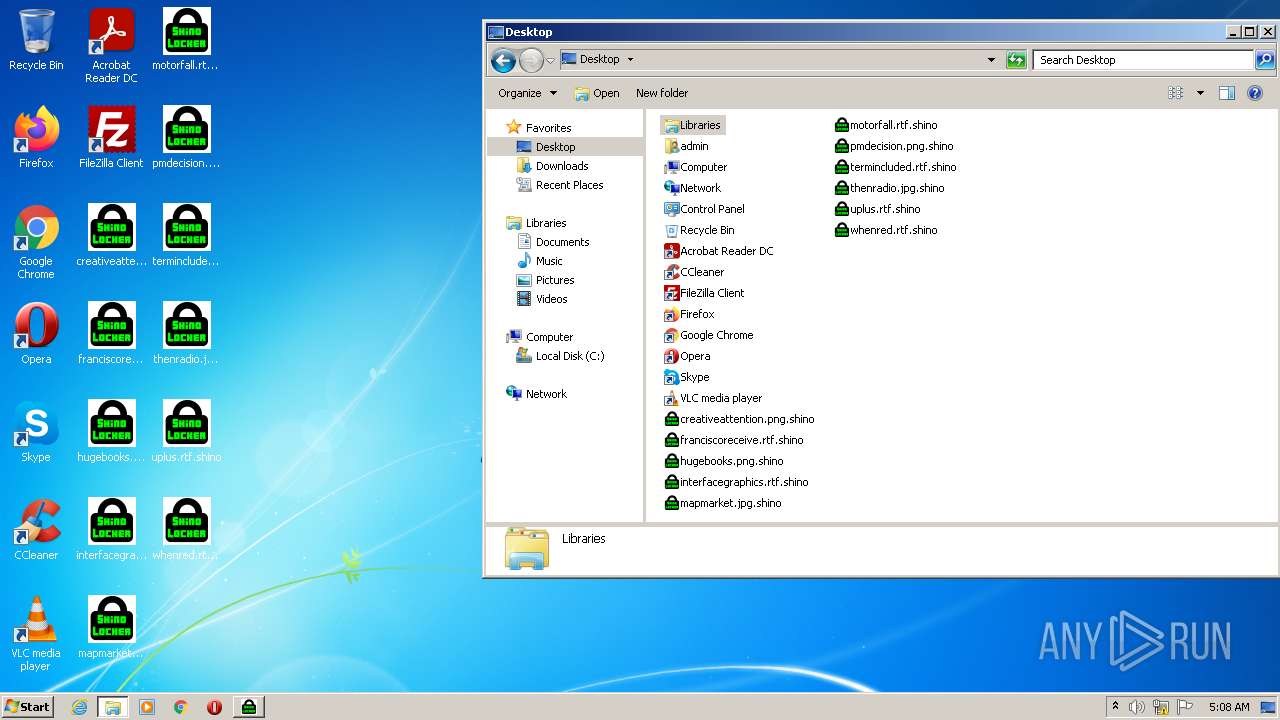 Recycle Bin
Acrobat
Reader DC
SHINO
LOCKER
motorfall.rt...
Firefox
FileZilla Client
SHINO
LOCKER
pmdecision....
Google
Chrome
SHINO
LOCKER
creativeatte...
SHINO
LOCKER
terminclude...
Opera
SHINO
LOCKER
franciscore...
SHINO
LOCKER
thenradio.j...
Skype
SHINO
LOCKER
hugebooks....
SHINO
LOCKER
uplus.rtf.shino
CCleaner
SHINO
LOCKER
interfacegra...
SHINO
LOCKER
whenred.rt...
VLC media
player
SHINO
LOCKER
mapmarket...
Desktop
Desktop
Search Desktop
Organize
Open
New folder
Favorites
Desktop
Downloads
Recent Places
Libraries
Documents
Music
Pictures
Videos
Computer
Local Disk (C:)
Network
Libraries
admin
Computer
Network
Control Panel
Recycle Bin
Acrobat Reader DC
CCleaner
FileZilla Client
Firefox
Google Chrome
Opera
Skype
VLC media player
creativeattention.png.shino
franciscoreceive.rtf.shino
hugebooks.png.shino
interfacegraphics.rtf.shino
mapmarket.jpg.shino
motorfall.rtf.shino
pmdecision.png.shino
termincluded.rtf.shino
thenradio.jpg.shino
uplus.rtf.shino
whenred.rtf.shino
Libraries
ANY RUN
Start
5:08 AM